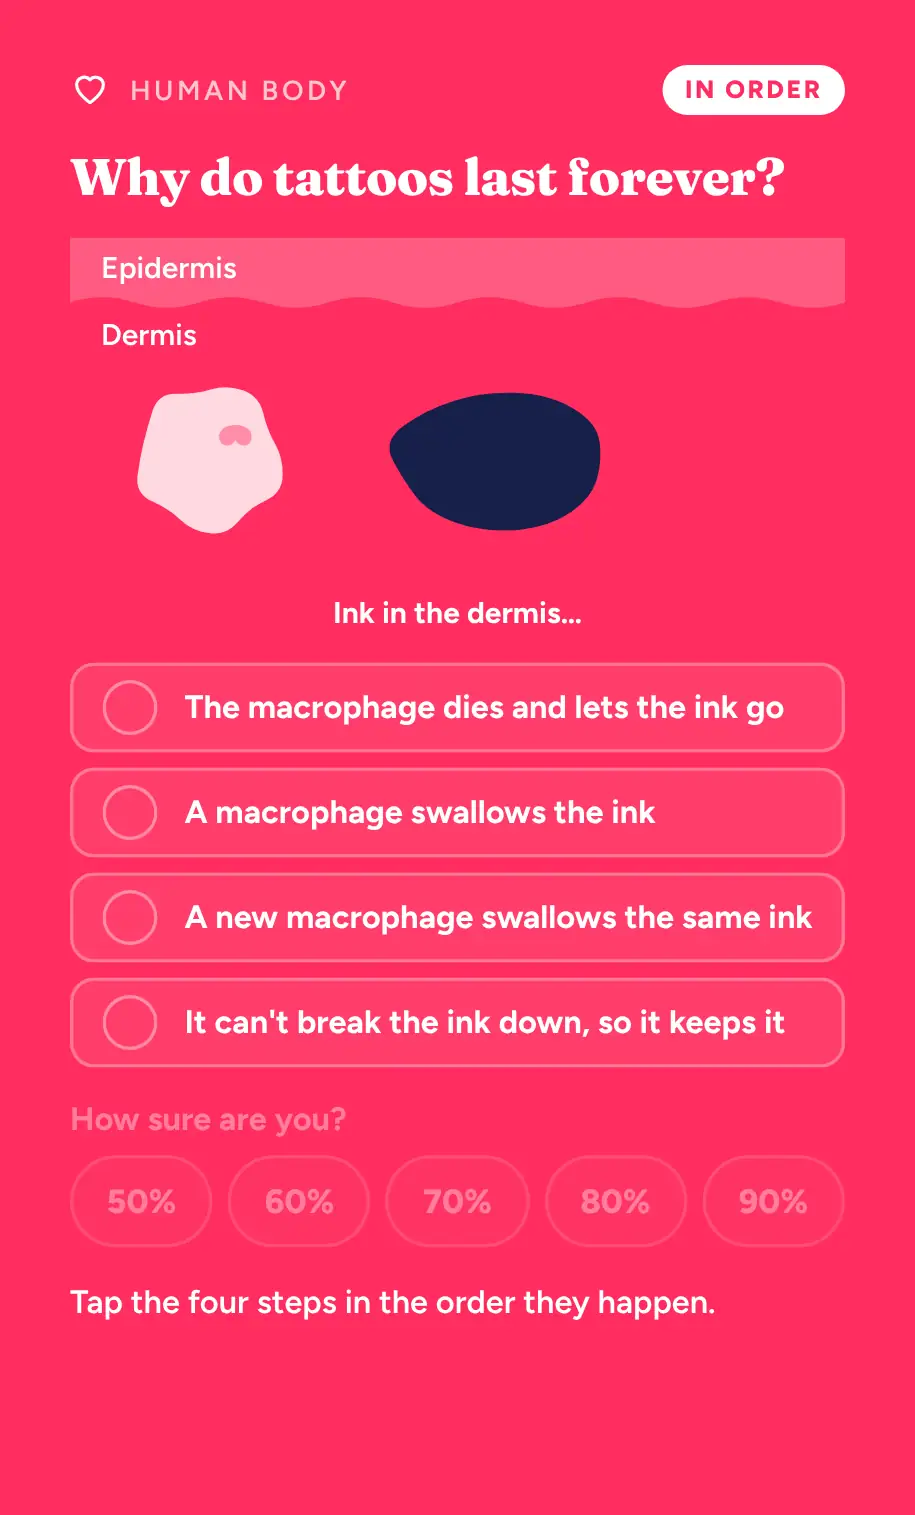 HUMAN BODY
IN ORDER
Why do tattoos last forever?
Epidermis
Dermis
Ink in the dermis...
The macrophage dies and lets the ink go
A macrophage swallows the ink
A new macrophage swallows the same ink
It can't break the ink down, so it keeps it
How sure are you?
50%
60%
70%
80%
90%
Tap the four steps in the order they happen.